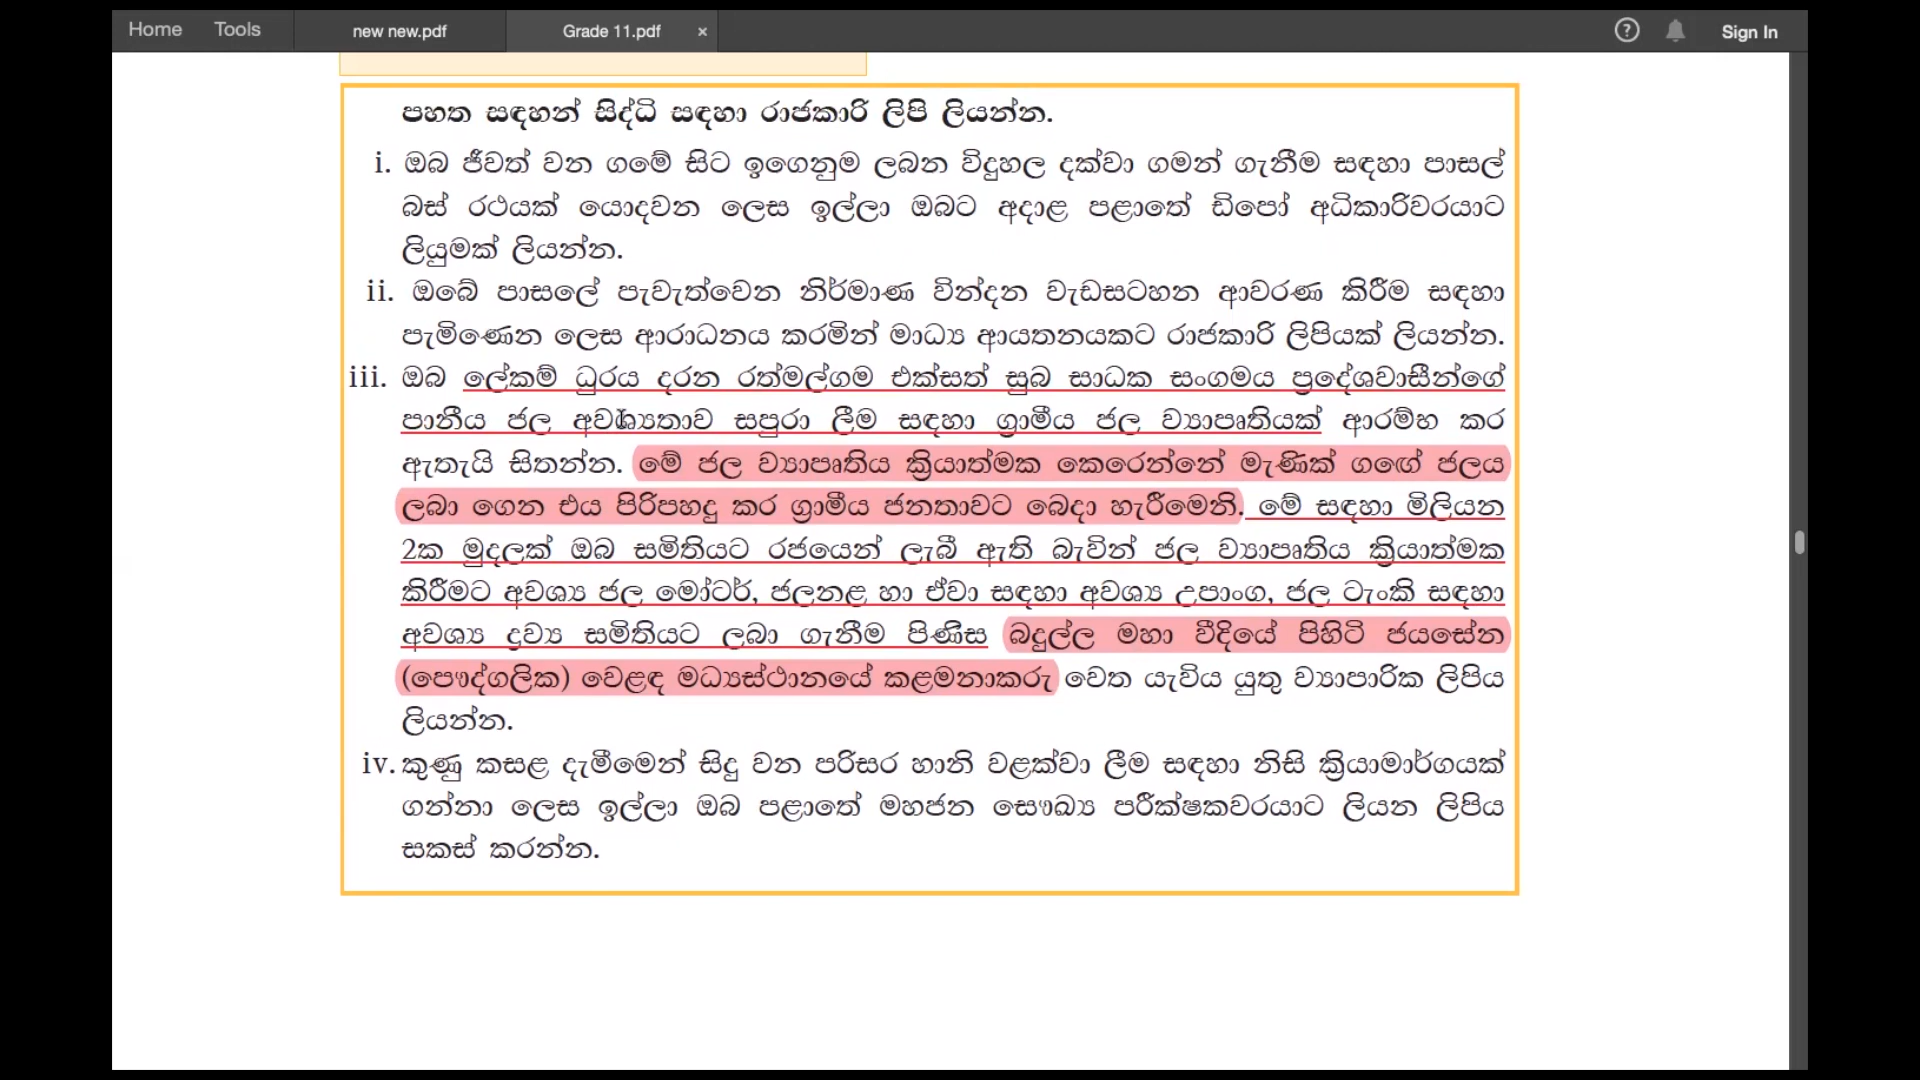 Home Tools new new.pdf Grade 11.pdf × ? Sign In
පහත සඳහන් සිද්ධි සඳහා රාජකාරි ලිපි ලියන්න.
i. ඔබ ජීවත් වන ගමේ සිට ඉගෙනුම ලබන විදුහල දක්වා ගමන් ගැනීම සඳහා පාසල්
බස් රථයක් යොදවන ලෙස ඉල්ලා ඔබට අදාළ පළාතේ ඩිපෝ අධිකාරිවරයාට
ලියුමක් ලියන්න.
ii. ඔබේ පාසලේ පැවැත්වෙන නිර්මාණ වින්දන වැඩසටහන ආවරණ කිරීම සඳහා
පැමිණෙන ලෙස ආරාධනය කරමින් මාධ්‍ය ආයතනයකට රාජකාරි ලිපියක් ලියන්න.
iii. ඔබ ලේකම් ධුරය දරන රත්මල්ගම එක්සත් සුබ සාධක සංගමය ප්‍රදේශවාසීන්ගේ
පානීය ජල අවශ්‍යතාව සපුරා ලීම සඳහා ග්‍රාමීය ජල ව්‍යාපෘතියක් ආරම්භ කර
ඇතැයි සිතන්න. මේ ජල ව්‍යාපෘතිය ක්‍රියාත්මක කෙරෙන්නේ මැණික් ගඟේ ජලය
ලබා ගෙන එය පිරිපහදු කර ග්‍රාමීය ජනතාවට බෙදා හැරීමෙනි. මේ සඳහා මිලියන
2ක මුදලක් ඔබ සමිතියට රජයෙන් ලැබී ඇති බැවින් ජල ව්‍යාපෘතිය ක්‍රියාත්මක
කිරීමට අවශ්‍ය ජල මෝටර්, ජලනළ හා ඒවා සඳහා අවශ්‍ය උපාංග, ජල ටැංකි සඳහා
අවශ්‍ය ද්‍රව්‍ය සමිතියට ලබා ගැනීම පිණිස බදුල්ල මහා වීදියේ පිහිටි ජයසේන
(පෞද්ගලික) වෙළඳ මධ්‍යස්ථානයේ කළමනාකරු වෙත යැවිය යුතු ව්‍යාපාරික ලිපිය
ලියන්න.
iv. කුණු කසළ දැමීමෙන් සිදු වන පරිසර හානි වළක්වා ලීම සඳහා නිසි ක්‍රියාමාර්ගයක්
ගන්නා ලෙස ඉල්ලා ඔබ පළාතේ මහජන සෞඛ්‍ය පරීක්ෂකවරයාට ලියන ලිපිය
සකස් කරන්න.